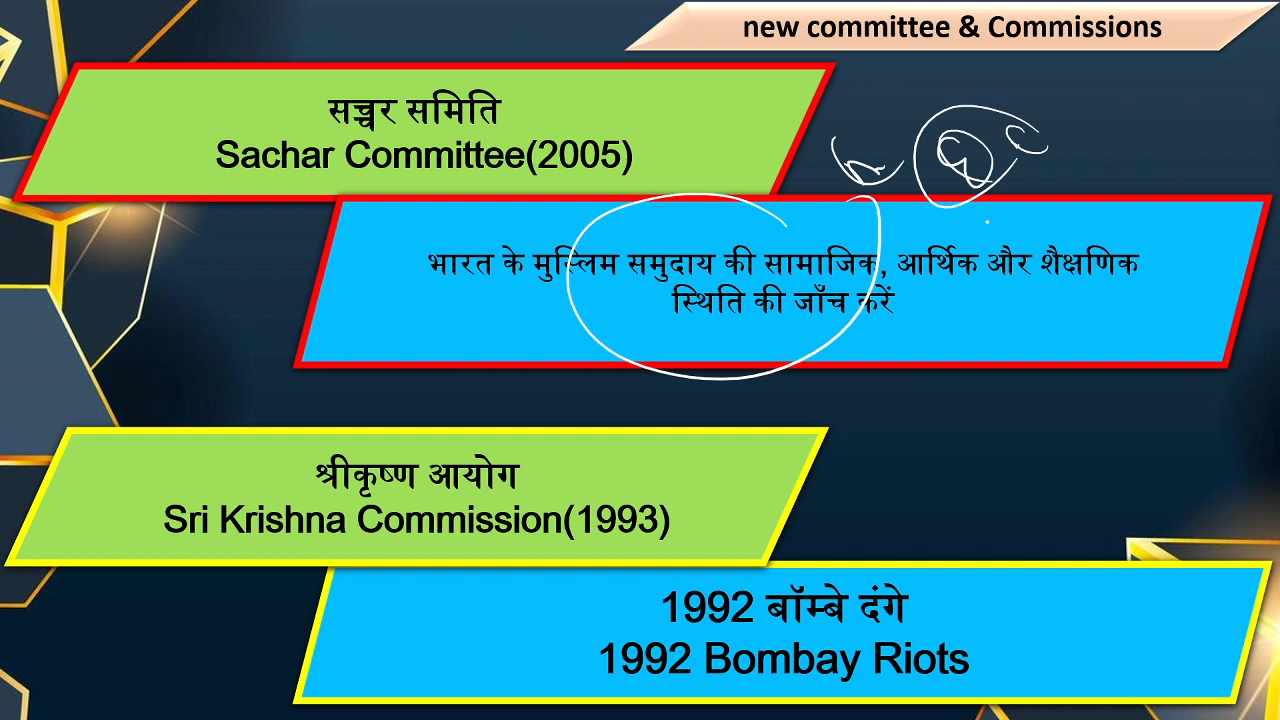 new committee & Commissions
सच्चर समिति
Sachar Committee(2005)
भारत के मुस्लिम समुदाय की सामाजिक, आर्थिक और शैक्षणिक
स्थिति की जाँच करें
श्रीकृष्ण आयोग
Sri Krishna Commission(1993)
1992 बॉम्बे दंगे
1992 Bombay Riots